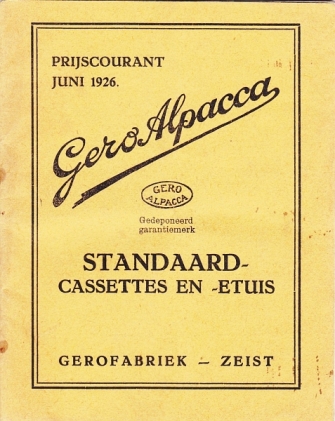 PRIJSCOURANT
JUNI 1926.
Gero Alpacca
GERO
ALPACCA
Gedeponeerd
garantiemerk
STANDAARD-
CASSETTES EN -ETUIS
GEROFABRIEK — ZEIST